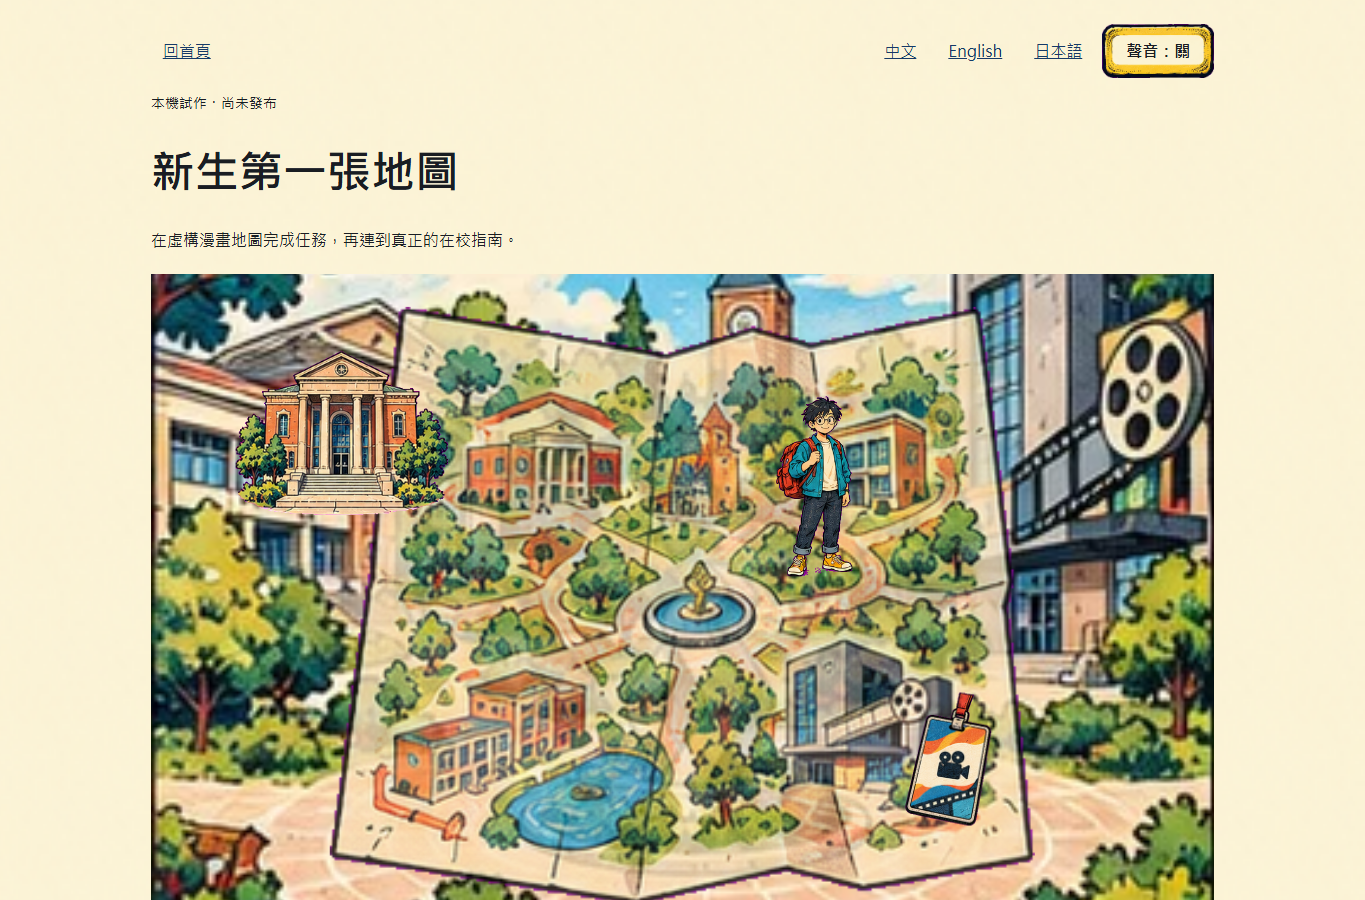 回首頁
中文 English 日本語 聲音：關
本機試作・尚未發布
新生第一張地圖
在虛構漫畫地圖完成任務，再連到真正的在校指南。